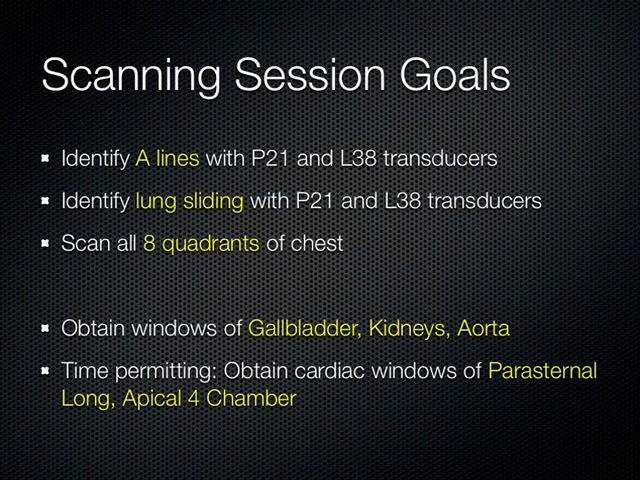 Scanning Session Goals
Identify A lines with P21 and L38 transducers
Identify lung sliding with P21 and L38 transducers
Scan all 8 quadrants of chest
Obtain windows of Gallbladder, Kidneys, Aorta
Time permitting: Obtain cardiac windows of Parasternal
Long, Apical 4 Chamber